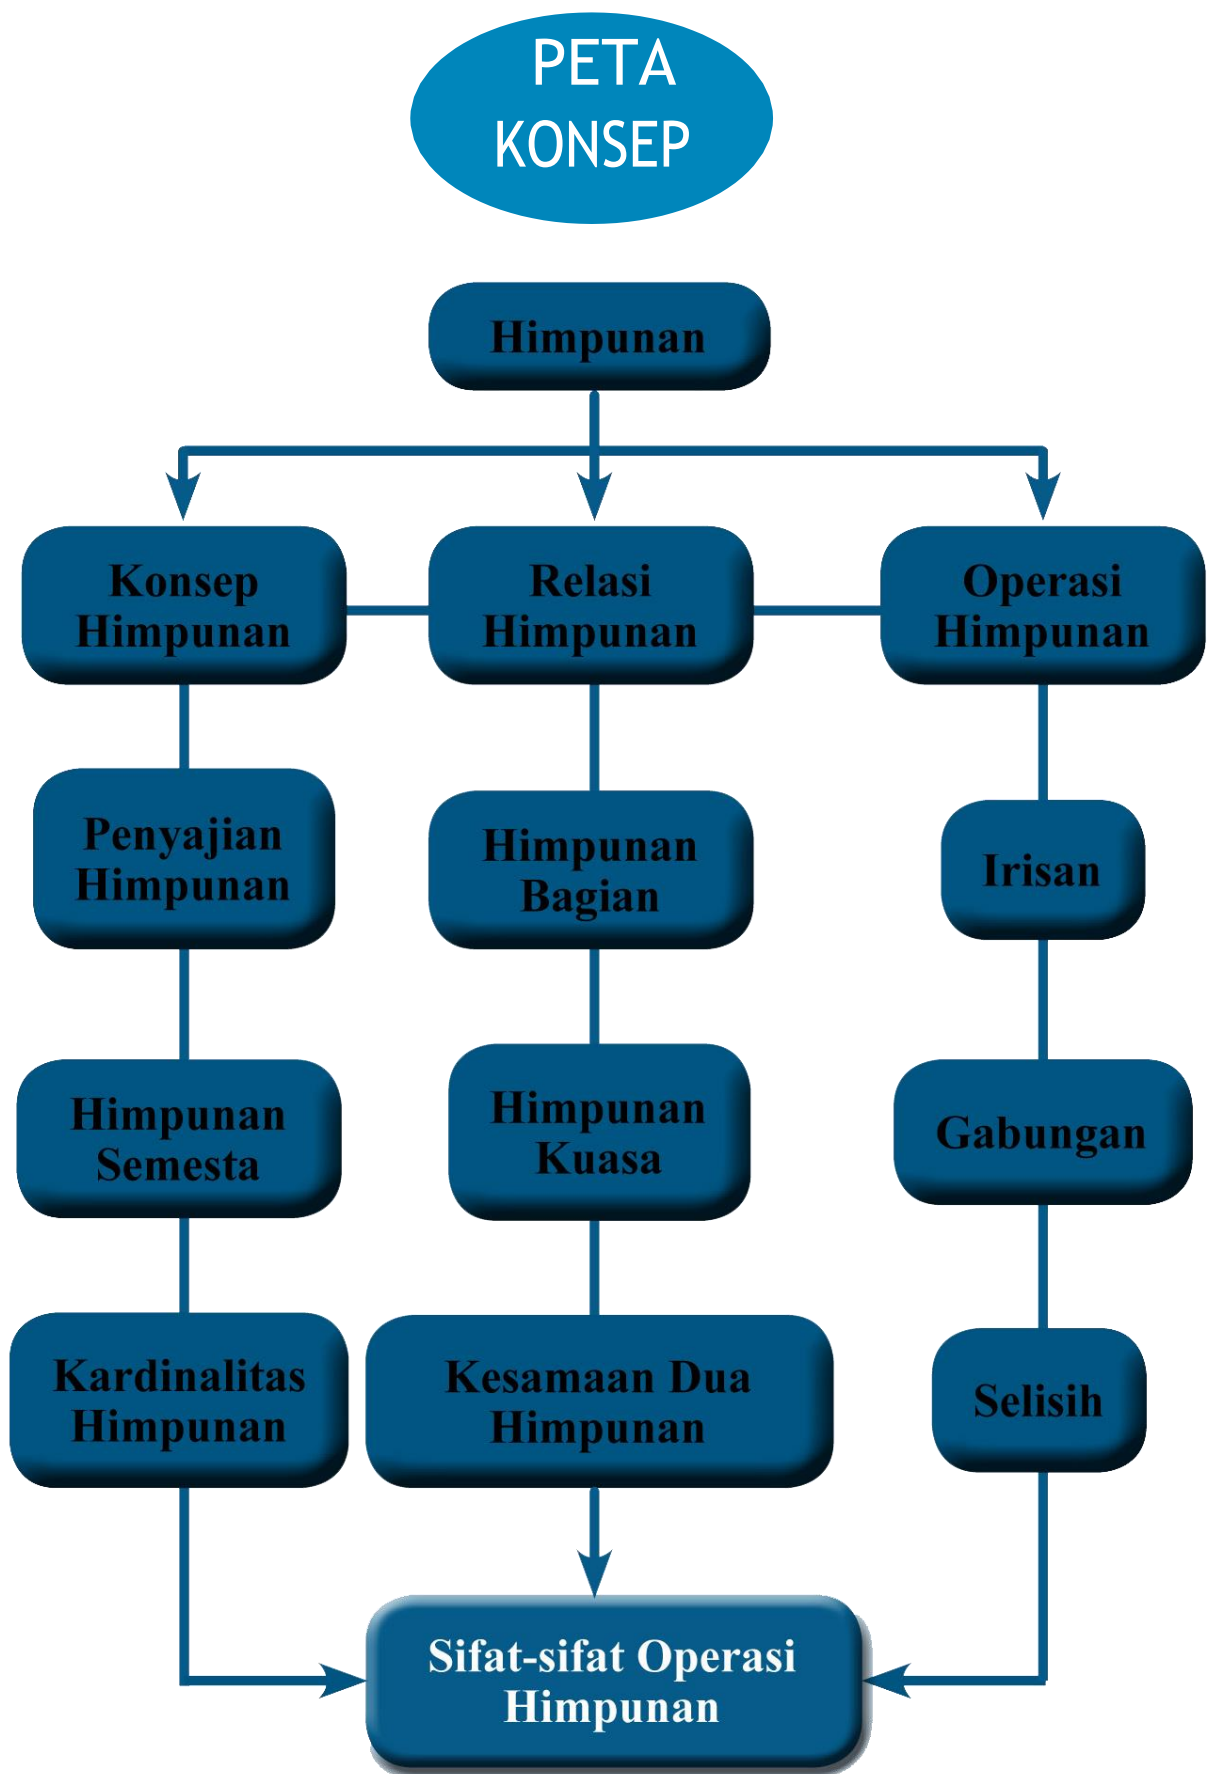 PETA
KONSEP
Himpunan
Konsep
Himpunan
Relasi
Himpunan
Operasi
Himpunan
Penyajian
Himpunan
Himpunan
Bagian
Irisan
Himpunan
Semesta
Himpunan
Kuasa
Gabungan
Kardinalitas
Himpunan
Kesamaan Dua
Himpunan
Selisih
Sifat-sifat Operasi
Himpunan